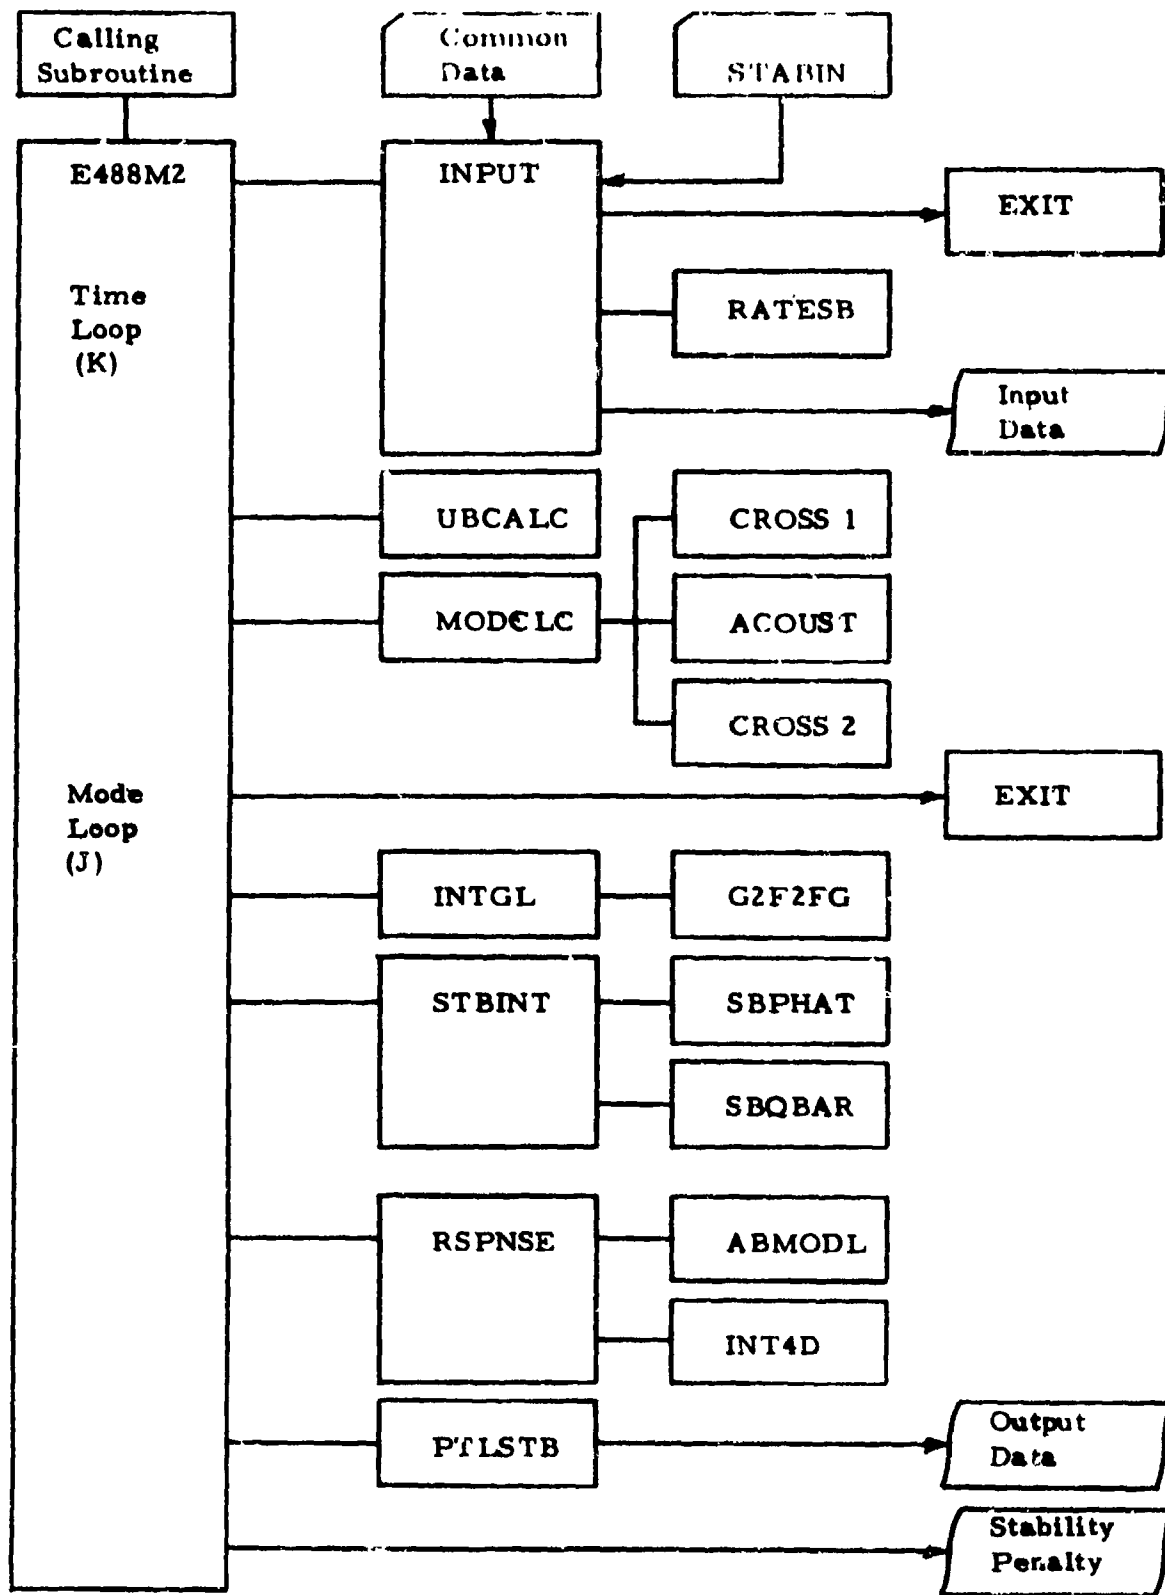 Calling
Subroutine
Common
Data
STABIN
E488M2
INPUT
EXIT
Time
Loop
(K)
RATESB
Input
Data
UBCALC
CROSS 1
MODCLC
ACOUST
CROSS 2
Mode
Loop
(J)
EXIT
INTGL
G2F2FG
STBINT
SBPHAT
SBQBAR
RSPNSE
ABMODL
INT4D
PTLSTB
Output
Data
Stability
Penalty